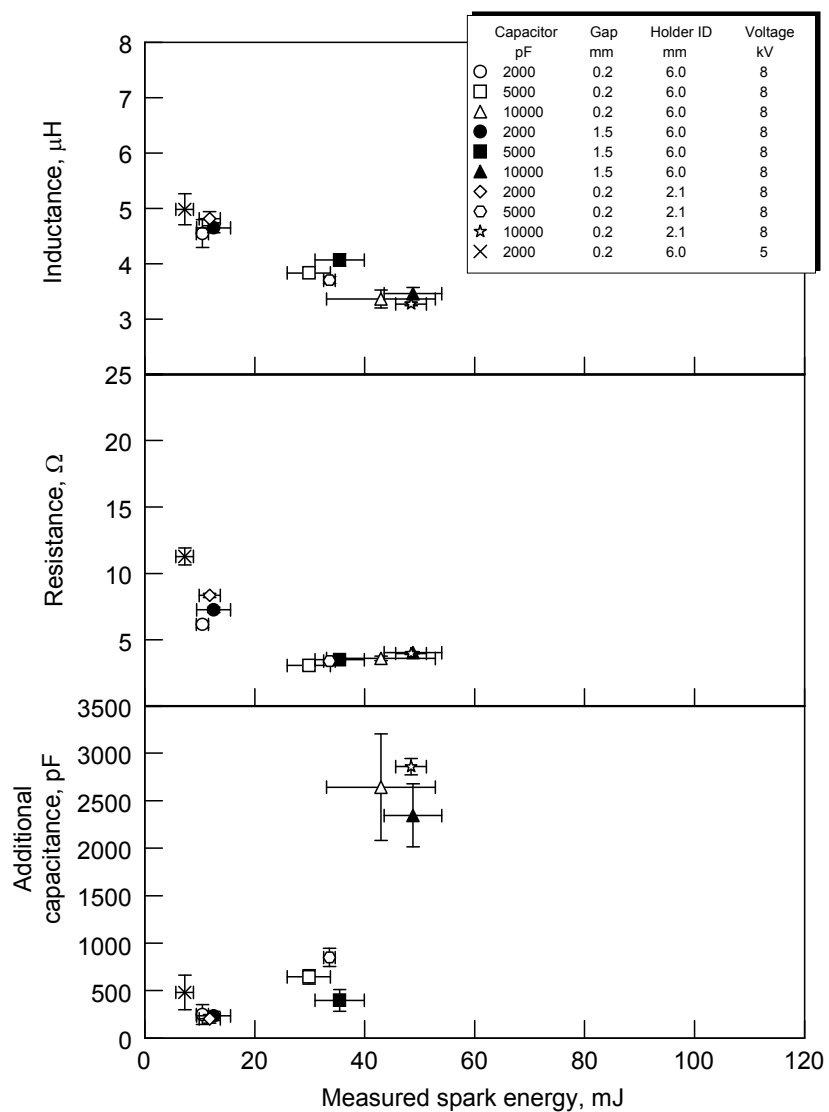 Capacitor Gap Holder ID Voltage
pF mm mm kV
2000 0.2 6.0 8
5000 0.2 6.0 8
10000 0.2 6.0 8
2000 1.5 6.0 8
5000 1.5 6.0 8
10000 1.5 6.0 8
2000 0.2 2.1 8
5000 0.2 2.1 8
10000 0.2 2.1 8
2000 0.2 6.0 5
8
7
6
5
4
3
Inductance, μH
25
20
15
10
5
Resistance, Ω
3500
3000
2500
2000
1500
1000
500
0
Additional
capacitance, pF
0 20 40 60 80 100 120
Measured spark energy, mJ